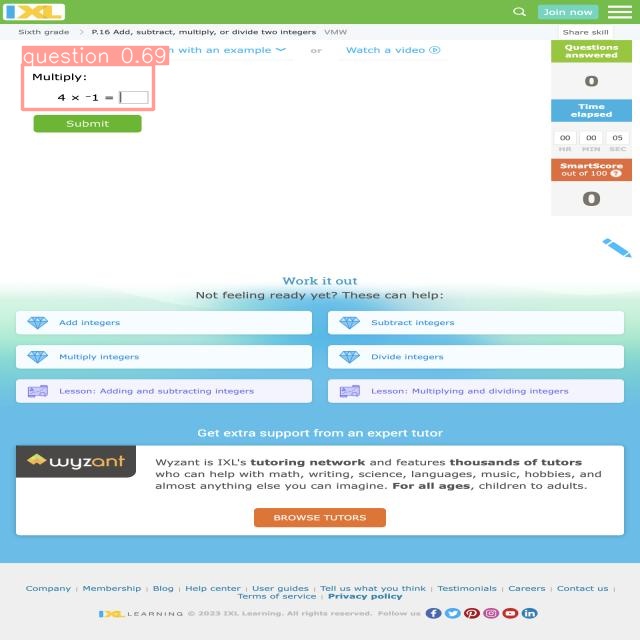 IXL
Join now
Sixth grade > P.16 Add, subtract, multiply, or divide two integers VMW
Share skill
question 0.69
n with an example or Watch a video
Multiply:
4 × -1 =
Submit
Questions answered
0
Time elapsed
00 00 05
HR MIN SEC
SmartScore
out of 100 ?
0
Work it out
Not feeling ready yet? These can help:
Add integers
Subtract integers
Multiply integers
Divide integers
Lesson: Adding and subtracting integers
Lesson: Multiplying and dividing integers
Get extra support from an expert tutor
wyzant
Wyzant is IXL's tutoring network and features thousands of tutors
who can help with math, writing, science, languages, music, hobbies, and
almost anything else you can imagine. For all ages, children to adults.
BROWSE TUTORS
Company | Membership | Blog | Help center | User guides | Tell us what you think | Testimonials | Careers | Contact us |
Terms of service | Privacy policy
IXL LEARNING © 2023 IXL Learning. All rights reserved. Follow us